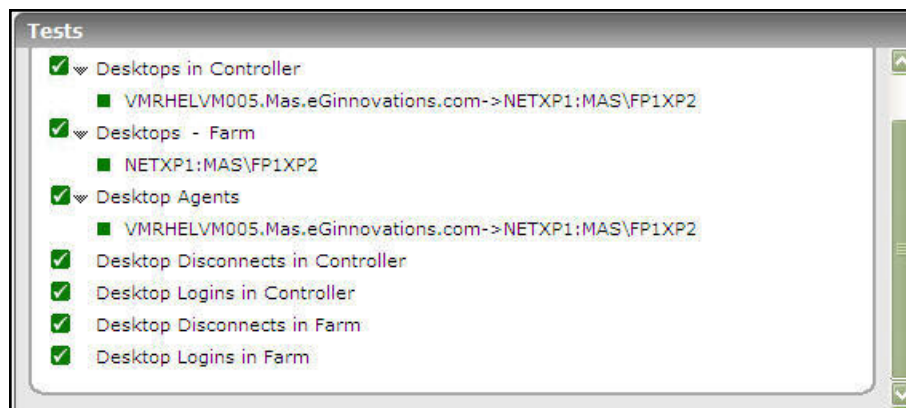 Tests
Desktops in Controller
VMRHELVM005.Mas.eGinnovations.com->NETXP1:MAS\FP1XP2
Desktops - Farm
NETXP1:MAS\FP1XP2
Desktop Agents
VMRHELVM005.Mas.eGinnovations.com->NETXP1:MAS\FP1XP2
Desktop Disconnects in Controller
Desktop Logins in Controller
Desktop Disconnects in Farm
Desktop Logins in Farm